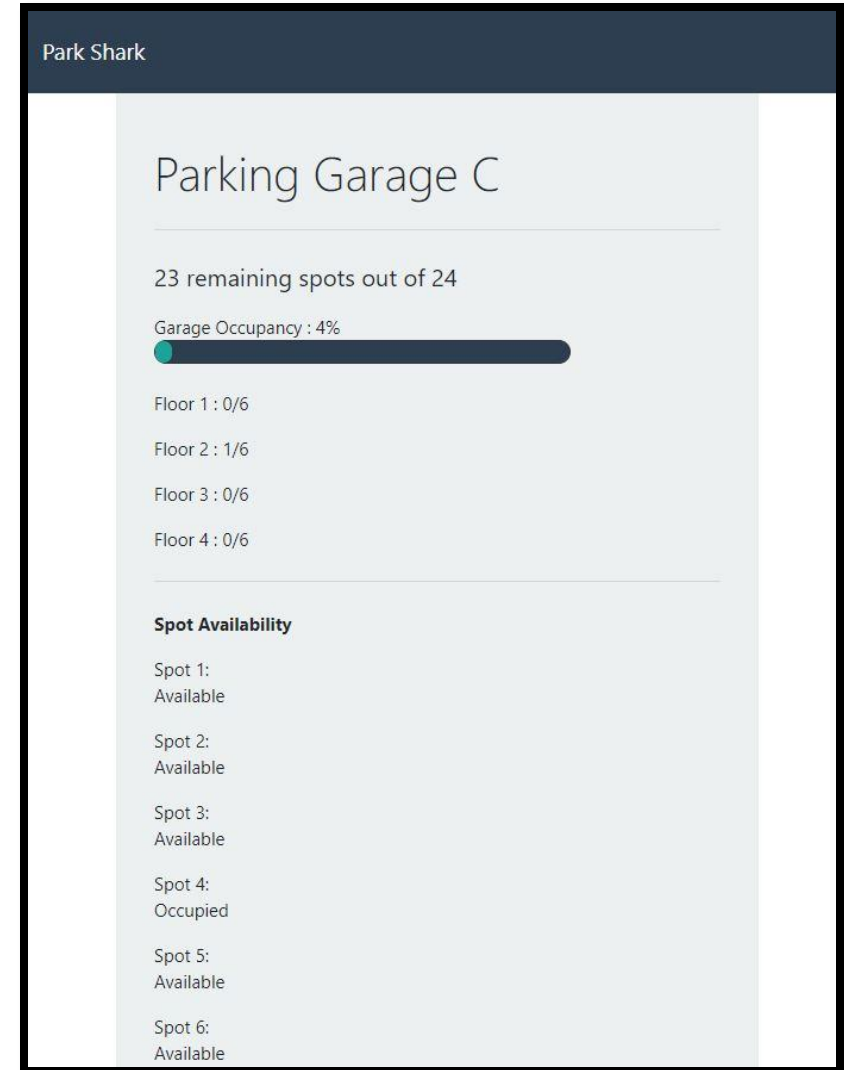 Park Shark
Parking Garage C
23 remaining spots out of 24
Garage Occupancy : 4%
Floor 1 : 0/6
Floor 2 : 1/6
Floor 3 : 0/6
Floor 4 : 0/6
Spot Availability
Spot 1:
Available
Spot 2:
Available
Spot 3:
Available
Spot 4:
Occupied
Spot 5:
Available
Spot 6:
Available